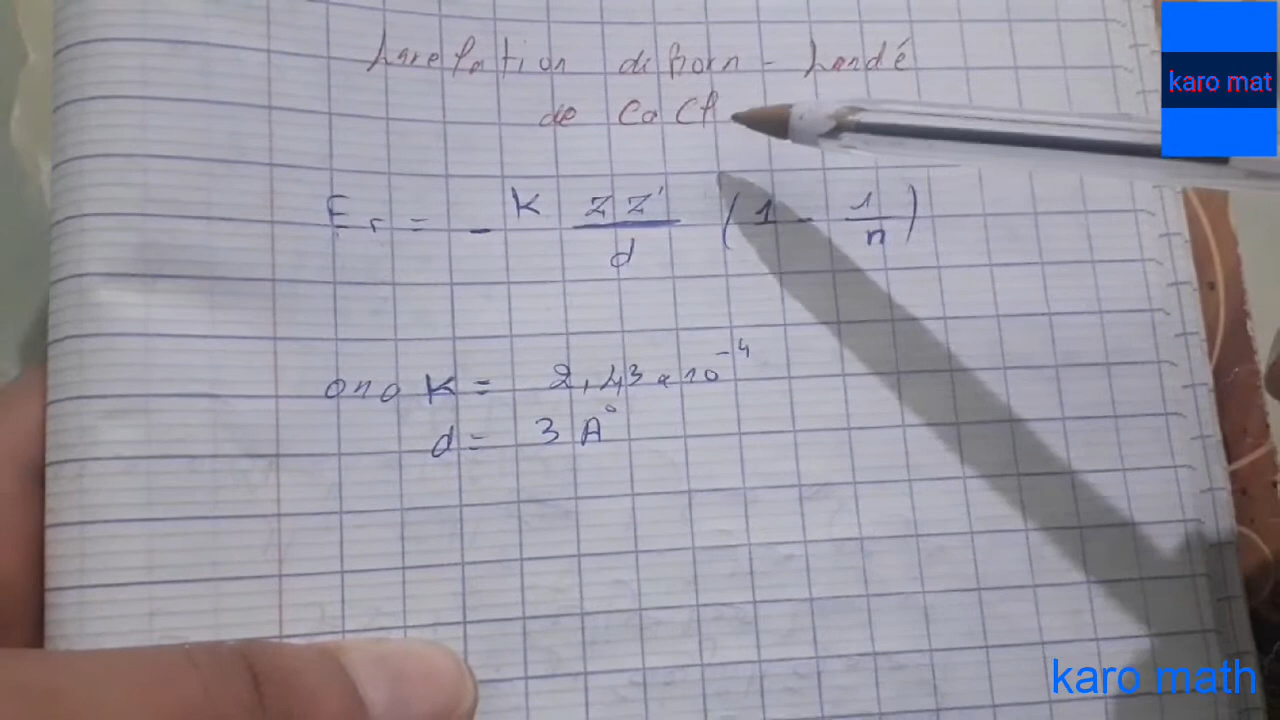 karo mat
La relation de Born - Landé
de CaCl
Er = - K ZZ'/d (1 - 1/n)
ona K = 2,43 × 10⁻⁴
d = 3 A°
karo math